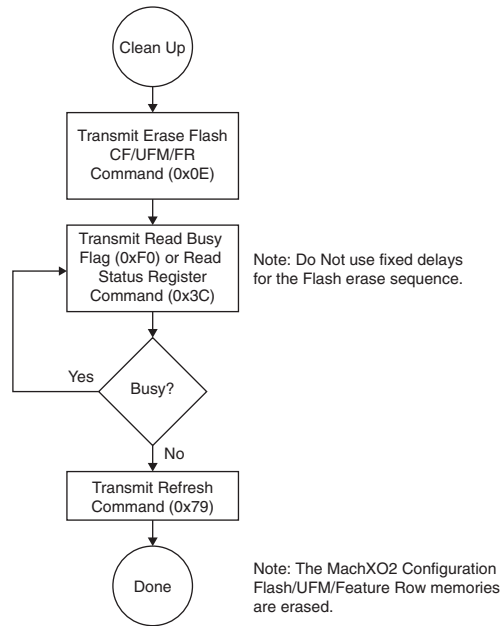 Clean Up
Transmit Erase Flash
CF/UFM/FR
Command (0x0E)
Transmit Read Busy
Flag (0xF0) or Read
Status Register
Command (0x3C)
Note: Do Not use fixed delays
for the Flash erase sequence.
Yes
Busy?
No
Transmit Refresh
Command (0x79)
Done
Note: The MachXO2 Configuration
Flash/UFM/Feature Row memories
are erased.